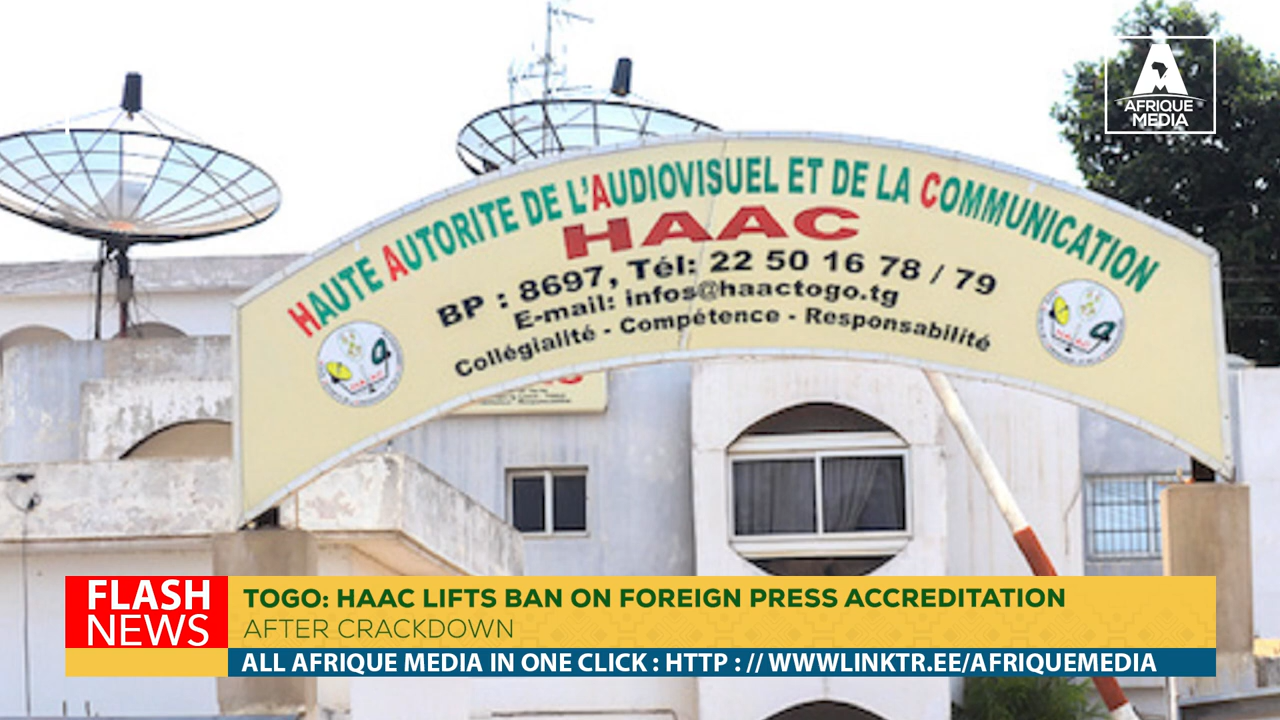 AFRIQUE
MEDIA
HAUTE AUTORITE DE L'AUDIOVISUEL ET DE LA COMMUNICATION
HAAC
BP : 8697, Tél: 22 50 16 78 / 79
E-mail: infos@haactogo.tg
Collégialité - Compétence - Responsabilité
FLASH
NEWS
TOGO: HAAC LIFTS BAN ON FOREIGN PRESS ACCREDITATION
AFTER CRACKDOWN
ALL AFRIQUE MEDIA IN ONE CLICK : HTTP : // WWWLINKTR.EE/AFRIQUEMEDIA